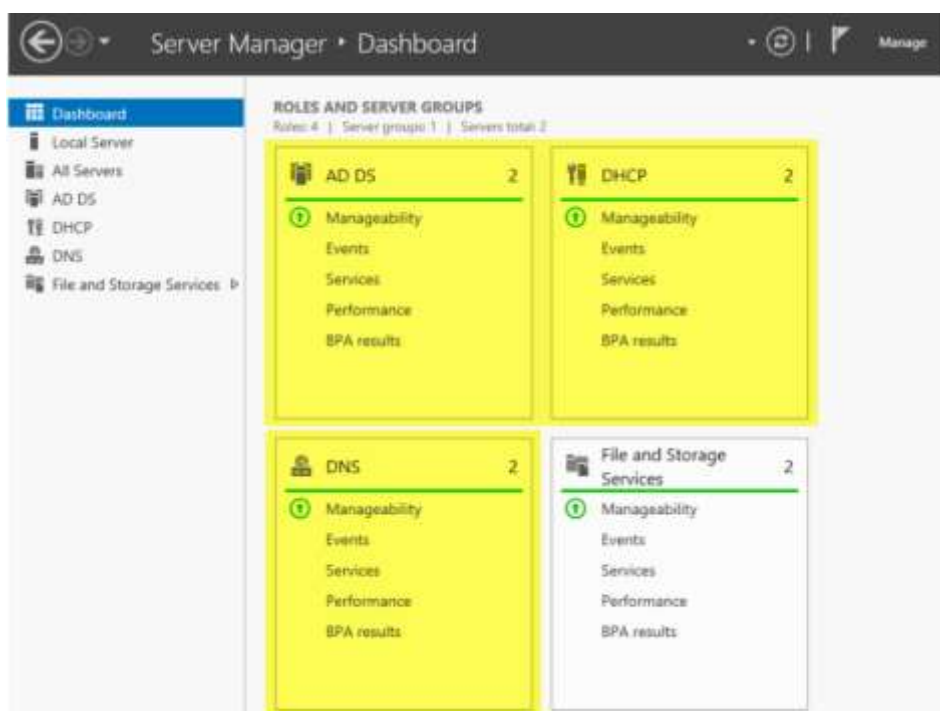 Server Manager ‣ Dashboard
Manage
Dashboard
Local Server
All Servers
AD DS
DHCP
DNS
File and Storage Services
ROLES AND SERVER GROUPS
Roles: 4 | Server groups: 1 | Servers total: 2
AD DS 2
Manageability
Events
Services
Performance
BPA results
DHCP 2
Manageability
Events
Services
Performance
BPA results
DNS 2
Manageability
Events
Services
Performance
BPA results
File and Storage
Services 2
Manageability
Events
Services
Performance
BPA results